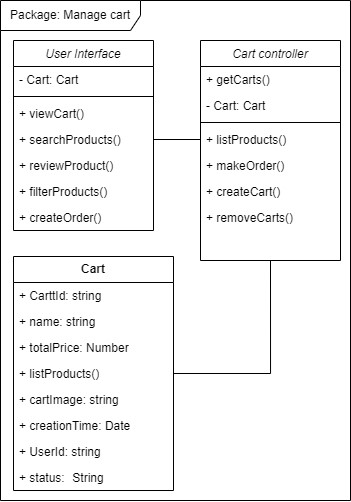 Package: Manage cart
User Interface
- Cart: Cart
+ viewCart()
+ searchProducts()
+ reviewProduct()
+ filterProducts()
+ createOrder()
Cart controller
+ getCarts()
- Cart: Cart
+ listProducts()
+ makeOrder()
+ createCart()
+ removeCarts()
Cart
+ CarttId: string
+ name: string
+ totalPrice: Number
+ listProducts()
+ cartImage: string
+ creationTime: Date
+ UserId: string
+ status: String